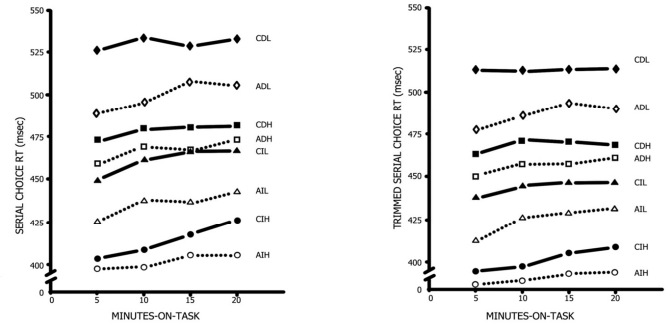 550
525
500
475
450
425
400
0
SERIAL CHOICE RT (msec)
CDL
ADL
CDH
ADH
CIL
AIL
CIH
AIH
0 5 10 15 20
MINUTES-ON-TASK
550
525
500
475
450
425
400
0
TRIMMED SERIAL CHOICE RT (msec)
CDL
ADL
CDH
ADH
CIL
AIL
CIH
AIH
0 5 10 15 20
MINUTES-ON-TASK